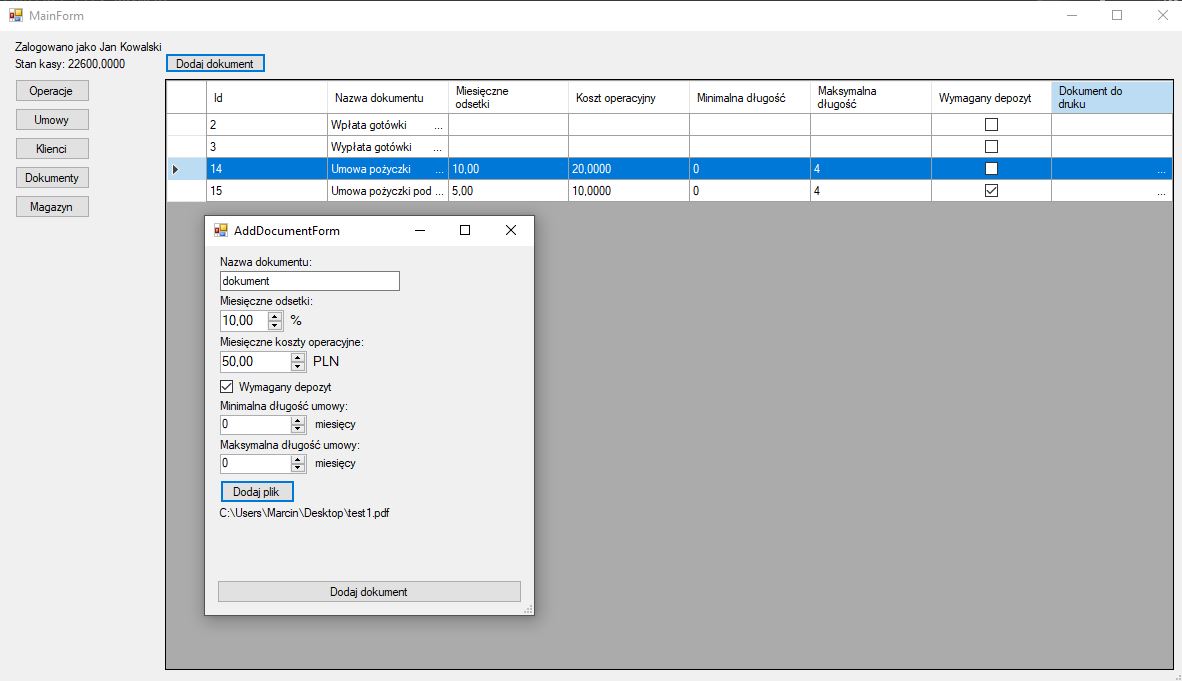 MainForm
Zalogowano jako Jan Kowalski
Stan kasy: 22600,0000
Dodaj dokument
Operacje
Umowy
Klienci
Dokumenty
Magazyn
Id Nazwa dokumentu Miesięczne odsetki Koszt operacyjny Minimalna długość Maksymalna długość Wymagany depozyt Dokument do druku
2 Wpłata gotówki ...
3 Wypłata gotówki ...
14 Umowa pożyczki ... 10,00 20,0000 0 4 ...
15 Umowa pożyczki pod ... 5,00 10,0000 0 4 ...
AddDocumentForm
Nazwa dokumentu:
dokument
Miesięczne odsetki:
10,00 %
Miesięczne koszty operacyjne:
50,00 PLN
Wymagany depozyt
Minimalna długość umowy:
0 miesięcy
Maksymalna długość umowy:
0 miesięcy
Dodaj plik
C:\Users\Marcin\Desktop\test1.pdf
Dodaj dokument